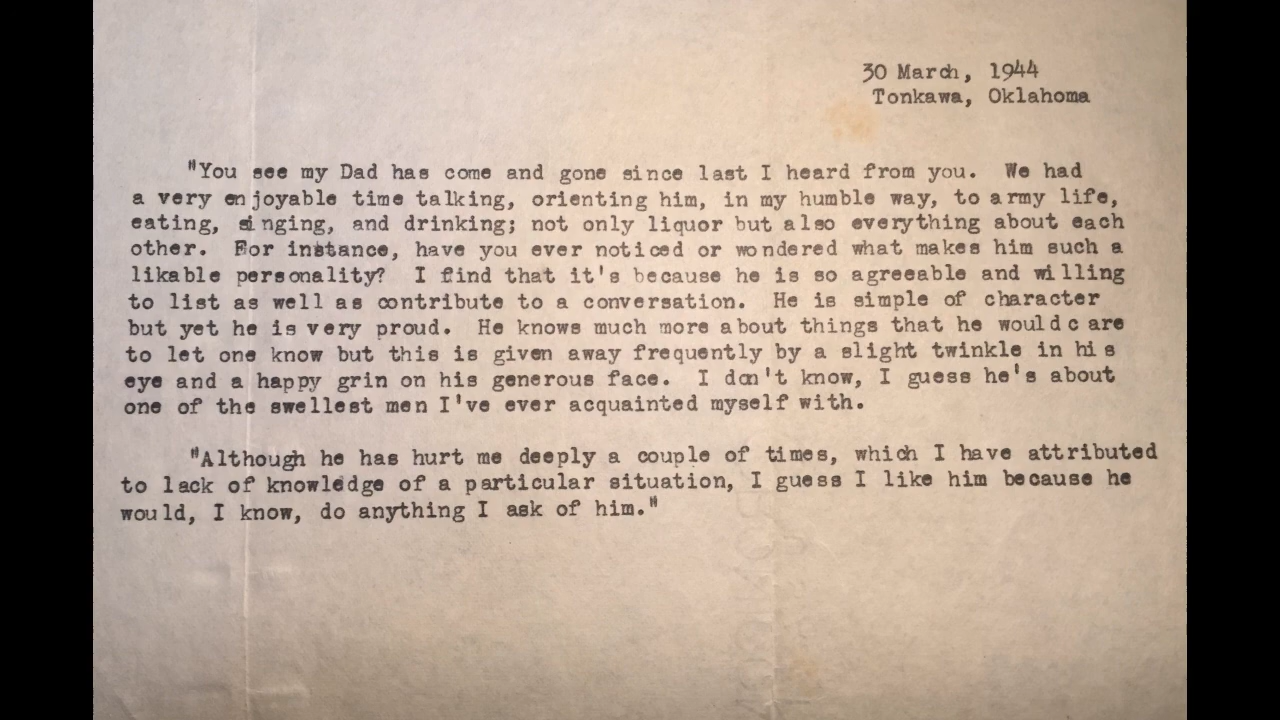 30 March, 1944
Tonkawa, Oklahoma
"You see my Dad has come and gone since last I heard from you. We had
a very enjoyable time talking, orienting him, in my humble way, to army life,
eating, singing, and drinking; not only liquor but also everything about each
other. For instance, have you ever noticed or wondered what makes him such a
likable personality? I find that it's because he is so agreeable and willing
to list as well as contribute to a conversation. He is simple of character
but yet he is very proud. He knows much more about things that he would care
to let one know but this is given away frequently by a slight twinkle in his
eye and a happy grin on his generous face. I don't know, I guess he's about
one of the swellest men I've ever acquainted myself with.
"Although he has hurt me deeply a couple of times, which I have attributed
to lack of knowledge of a particular situation, I guess I like him because he
would, I know, do anything I ask of him."